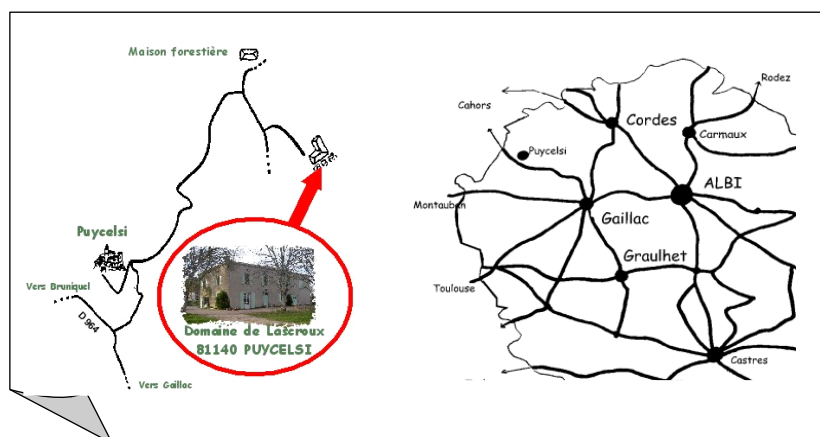 Maison forestière
Puycelsi
Vers Bruniquel
D 964
Vers Gaillac
Domaine de Lascroux
81140 PUYCELSI
Rodez
Cahors
Cordes
Carmaux
Puycelsi
ALBI
Montauban
Gaillac
Graulhet
Toulouse
Castres